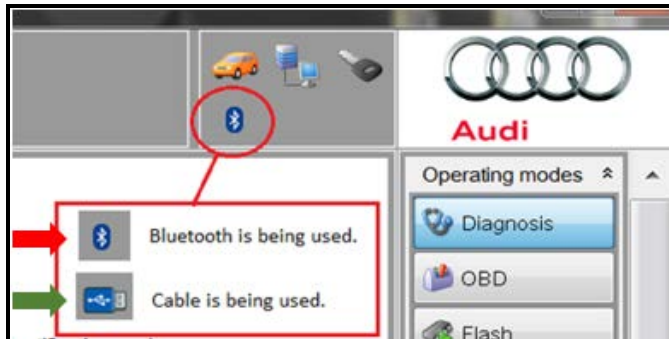 Audi
Operating modes
Diagnosis
Bluetooth is being used.
OBD
Cable is being used.
Flash